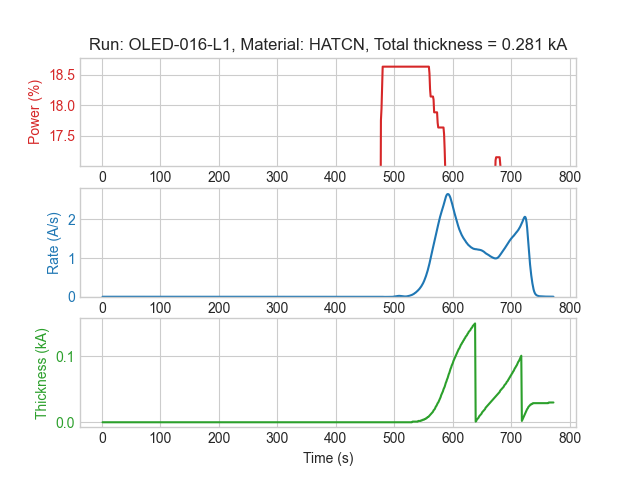 Run: OLED-016-L1, Material: HATCN, Total thickness = 0.281 kA
18.5
18.0
17.5
Power (%)
0 100 200 300 400 500 600 700 800
2
1
0
Rate (A/s)
0 100 200 300 400 500 600 700 800
0.1
0.0
Thickness (kA)
0 100 200 300 400 500 600 700 800
Time (s)